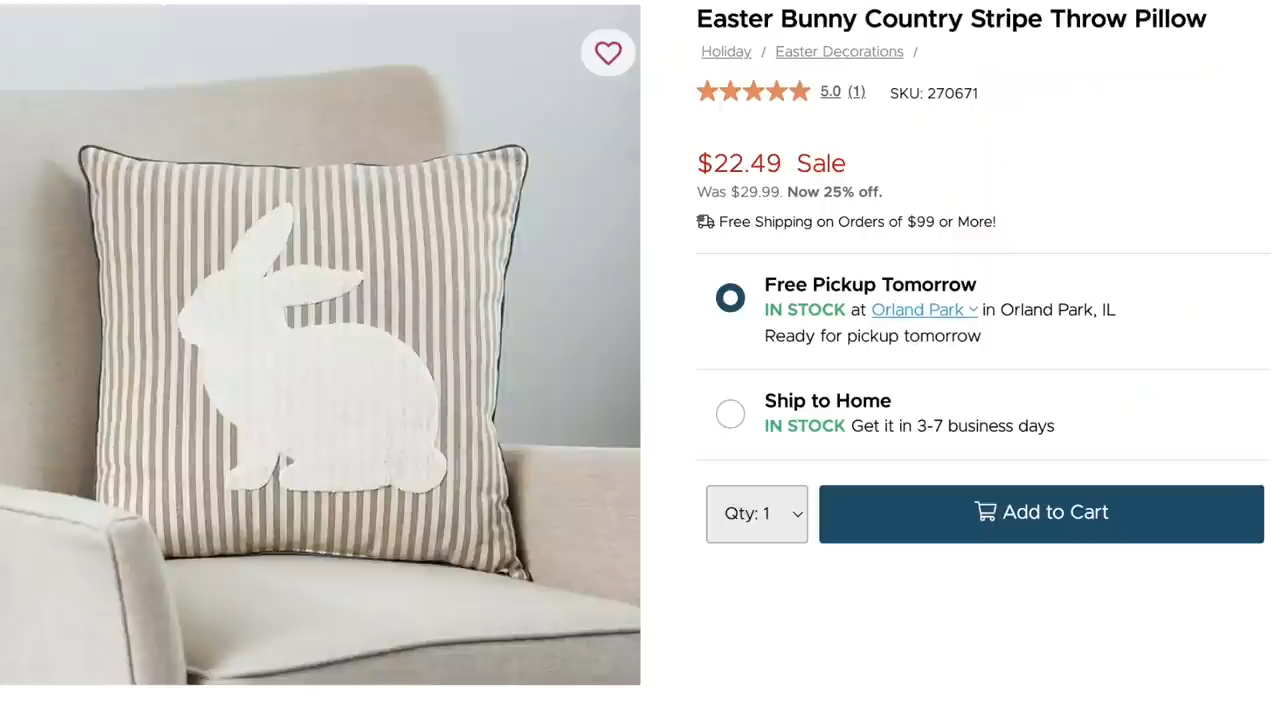 Easter Bunny Country Stripe Throw Pillow
Holiday / Easter Decorations /
5.0 (1) SKU: 270671
$22.49 Sale
Was $29.99. Now 25% off.
Free Shipping on Orders of $99 or More!
Free Pickup Tomorrow
IN STOCK at Orland Park in Orland Park, IL
Ready for pickup tomorrow
Ship to Home
IN STOCK Get it in 3-7 business days
Qty: 1
Add to Cart